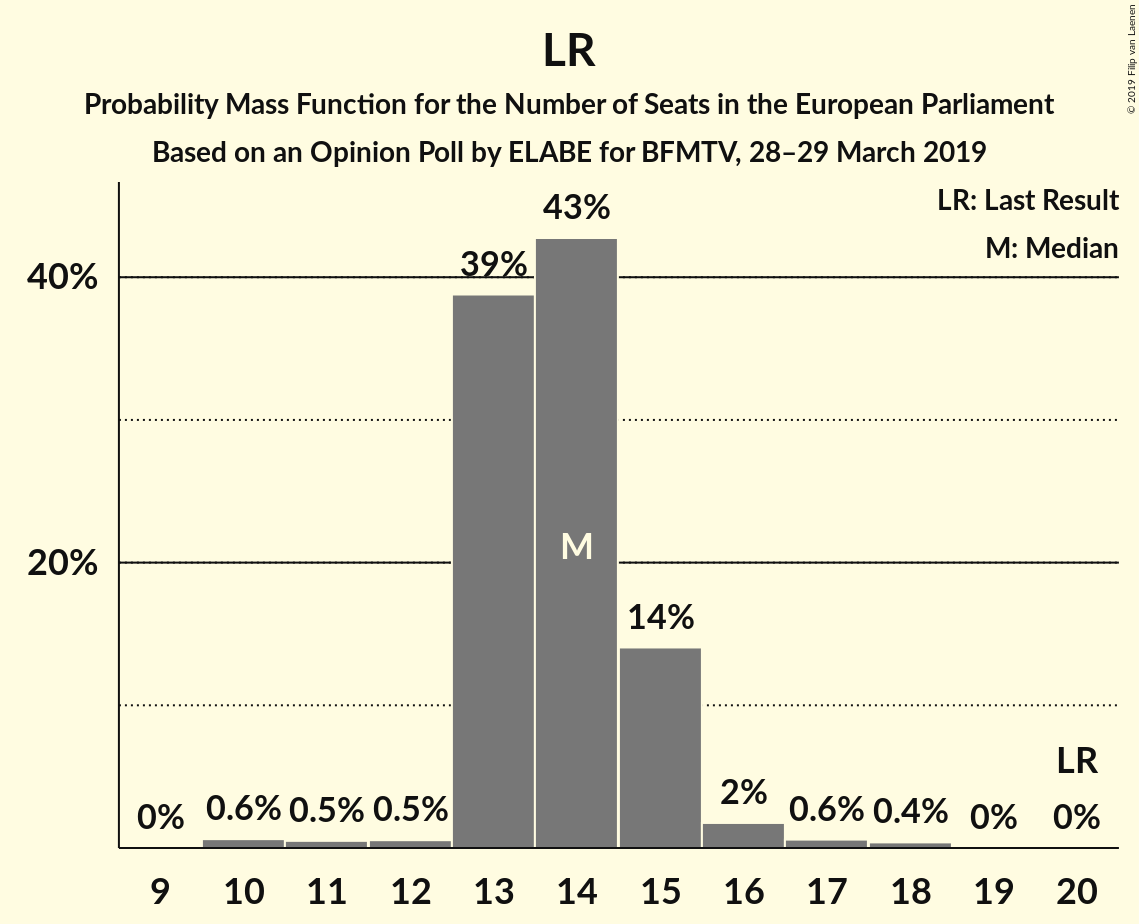 LR
Probability Mass Function for the Number of Seats in the European Parliament
Based on an Opinion Poll by ELABE for BFMTV, 28–29 March 2019
© 2019 Filip van Laenen
LR: Last Result
M: Median
40%
20%
0%
0.6%
0.5%
0.5%
39%
43%
M
14%
2%
0.6%
0.4%
0%
LR
0%
9 10 11 12 13 14 15 16 17 18 19 20